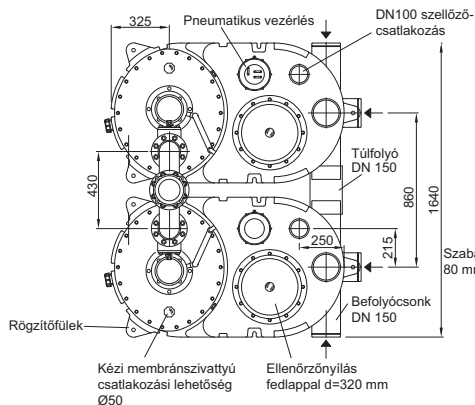 325
Pneumatikus vezérlés
DN100 szellőző-
csatlakozás
430
Túlfolyó
DN 150
860
1640
250
215
80 mm
Rögzítőfülek
Befolyócsonk
DN 150
Kézi membránszivattyú
csatlakozási lehetőség
Ø50
Ellenőrzőnyílás
fedlappal d=320 mm